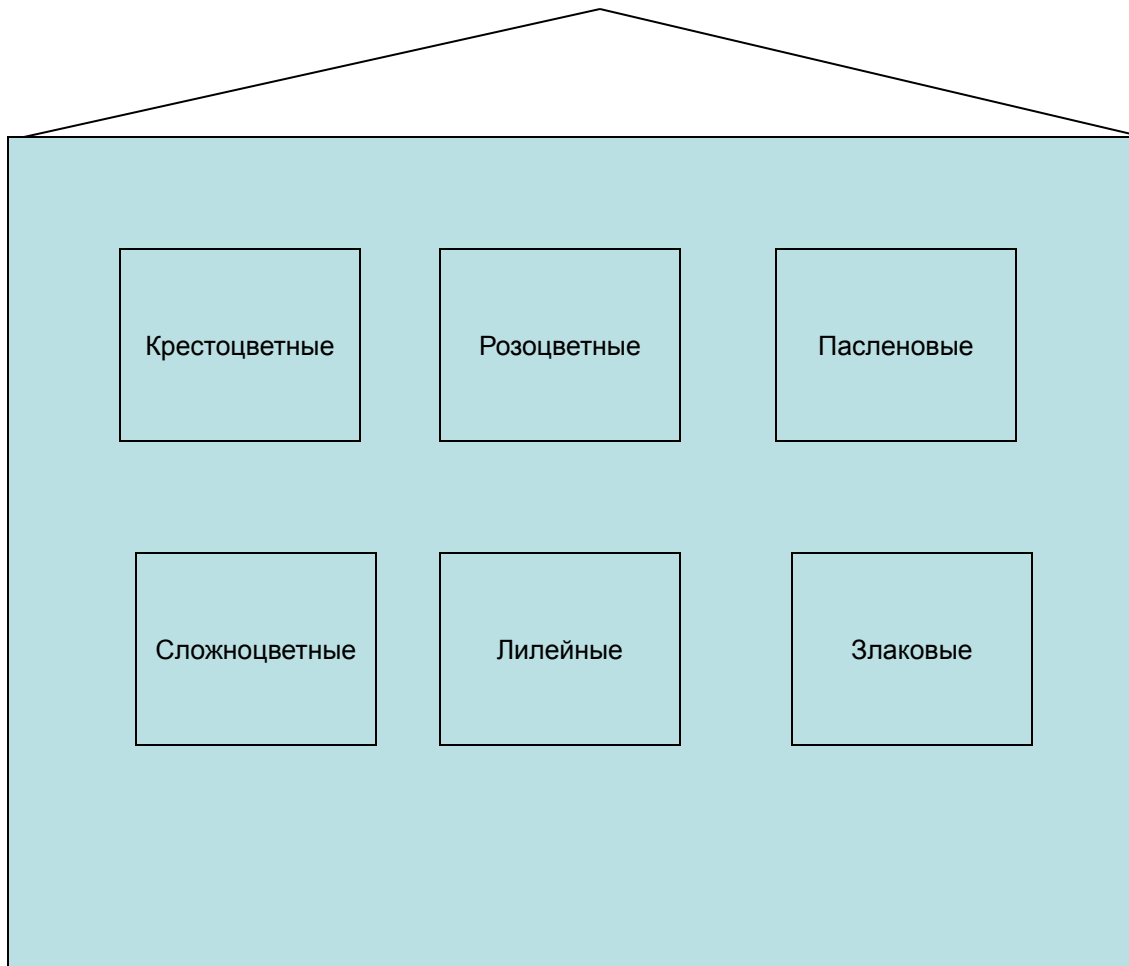 Крестоцветные
Розоцветные
Пасленовые
Сложноцветные
Лилейные
Злаковые